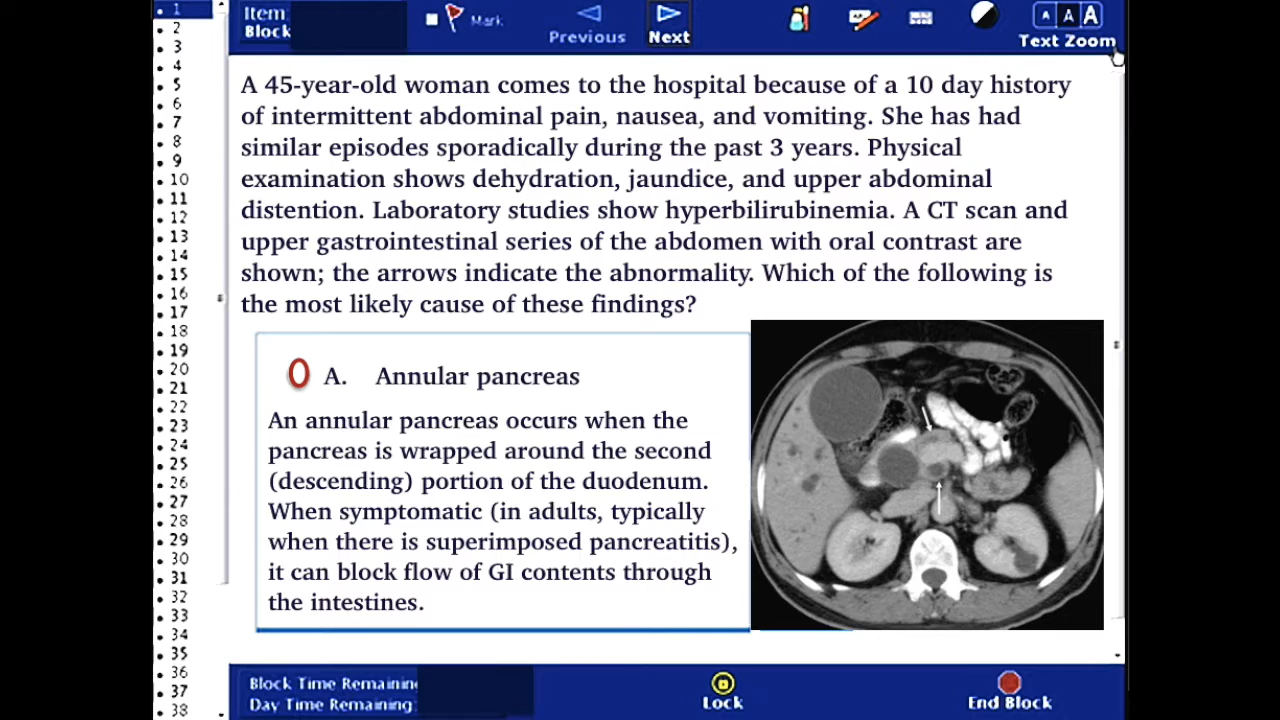 Item
Block
Mark
Previous
Next
A A A
Text Zoom
1
2
3
4
5
6
7
8
9
10
11
12
13
14
15
16
17
18
19
20
21
22
23
24
25
26
27
28
29
30
31
32
33
34
35
36
37
38
A 45-year-old woman comes to the hospital because of a 10 day history
of intermittent abdominal pain, nausea, and vomiting. She has had
similar episodes sporadically during the past 3 years. Physical
examination shows dehydration, jaundice, and upper abdominal
distention. Laboratory studies show hyperbilirubinemia. A CT scan and
upper gastrointestinal series of the abdomen with oral contrast are
shown; the arrows indicate the abnormality. Which of the following is
the most likely cause of these findings?
A. Annular pancreas
An annular pancreas occurs when the
pancreas is wrapped around the second
(descending) portion of the duodenum.
When symptomatic (in adults, typically
when there is superimposed pancreatitis),
it can block flow of GI contents through
the intestines.
Block Time Remainin
Day Time Remaining
Lock
End Block